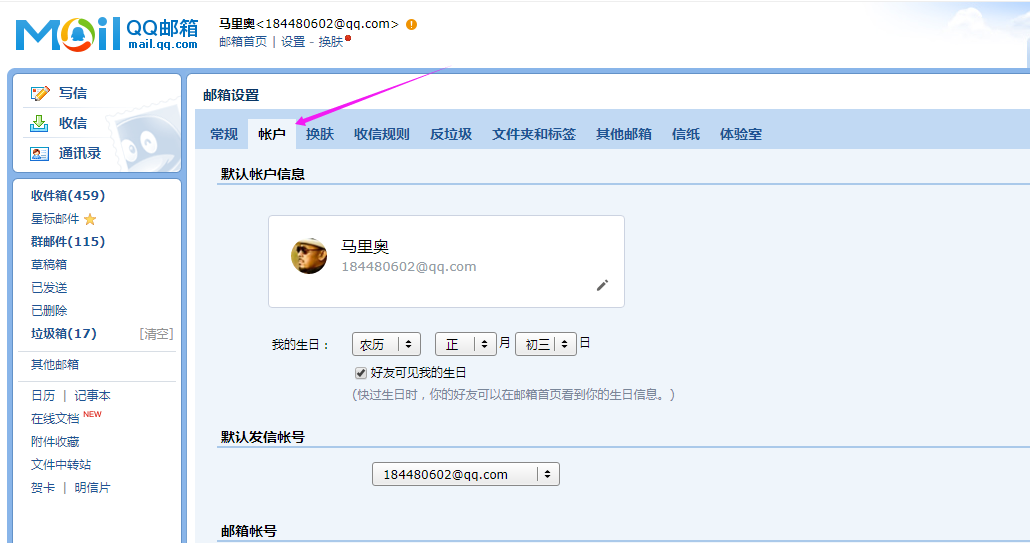 Mail QQ邮箱
mail.qq.com
马里奥<184480602@qq.com>
邮箱首页 | 设置 - 换肤
写信
收信
通讯录
收件箱(459)
星标邮件
群邮件(115)
草稿箱
已发送
已删除
垃圾箱(17) [清空]
其他邮箱
日历 | 记事本
在线文档 NEW
附件收藏
文件中转站
贺卡 | 明信片
邮箱设置
常规 帐户 换肤 收信规则 反垃圾 文件夹和标签 其他邮箱 信纸 体验室
默认帐户信息
马里奥
184480602@qq.com
我的生日： 农历 正 月 初三 日
好友可见我的生日
(快过生日时，你的好友可以在邮箱首页看到你的生日信息。)
默认发信帐号
184480602@qq.com
邮箱帐号